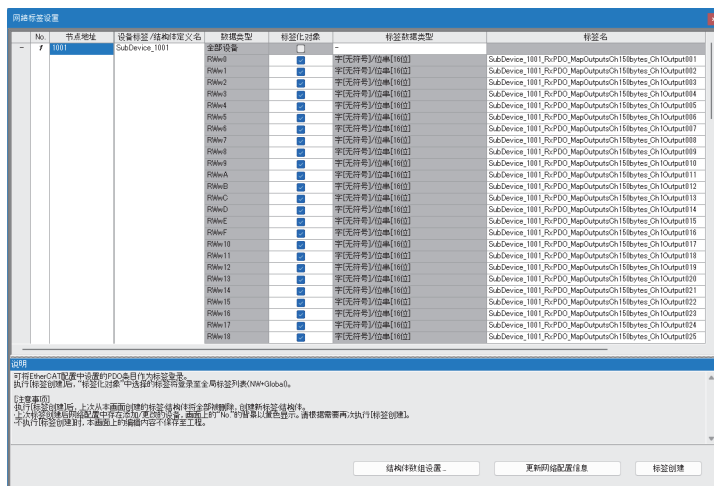 网络标签设置
No. 节点地址 设备标签/结构体定义名 数据类型 标签化对象 标签数据类型 标签名
− 1 1001 SubDevice_1001 全部设备 −
RWw0 字[无符号]/位串[16位] SubDevice_1001_RxPDO_MapOutputsCh150bytes_Ch1Output001
RWw1 字[无符号]/位串[16位] SubDevice_1001_RxPDO_MapOutputsCh150bytes_Ch1Output002
RWw2 字[无符号]/位串[16位] SubDevice_1001_RxPDO_MapOutputsCh150bytes_Ch1Output003
RWw3 字[无符号]/位串[16位] SubDevice_1001_RxPDO_MapOutputsCh150bytes_Ch1Output004
RWw4 字[无符号]/位串[16位] SubDevice_1001_RxPDO_MapOutputsCh150bytes_Ch1Output005
RWw5 字[无符号]/位串[16位] SubDevice_1001_RxPDO_MapOutputsCh150bytes_Ch1Output006
RWw6 字[无符号]/位串[16位] SubDevice_1001_RxPDO_MapOutputsCh150bytes_Ch1Output007
RWw7 字[无符号]/位串[16位] SubDevice_1001_RxPDO_MapOutputsCh150bytes_Ch1Output008
RWw8 字[无符号]/位串[16位] SubDevice_1001_RxPDO_MapOutputsCh150bytes_Ch1Output009
RWw9 字[无符号]/位串[16位] SubDevice_1001_RxPDO_MapOutputsCh150bytes_Ch1Output010
RWwA 字[无符号]/位串[16位] SubDevice_1001_RxPDO_MapOutputsCh150bytes_Ch1Output011
RWwB 字[无符号]/位串[16位] SubDevice_1001_RxPDO_MapOutputsCh150bytes_Ch1Output012
RWwC 字[无符号]/位串[16位] SubDevice_1001_RxPDO_MapOutputsCh150bytes_Ch1Output013
RWwD 字[无符号]/位串[16位] SubDevice_1001_RxPDO_MapOutputsCh150bytes_Ch1Output014
RWwE 字[无符号]/位串[16位] SubDevice_1001_RxPDO_MapOutputsCh150bytes_Ch1Output015
RWwF 字[无符号]/位串[16位] SubDevice_1001_RxPDO_MapOutputsCh150bytes_Ch1Output016
RWw10 字[无符号]/位串[16位] SubDevice_1001_RxPDO_MapOutputsCh150bytes_Ch1Output017
RWw11 字[无符号]/位串[16位] SubDevice_1001_RxPDO_MapOutputsCh150bytes_Ch1Output018
RWw12 字[无符号]/位串[16位] SubDevice_1001_RxPDO_MapOutputsCh150bytes_Ch1Output019
RWw13 字[无符号]/位串[16位] SubDevice_1001_RxPDO_MapOutputsCh150bytes_Ch1Output020
RWw14 字[无符号]/位串[16位] SubDevice_1001_RxPDO_MapOutputsCh150bytes_Ch1Output021
RWw15 字[无符号]/位串[16位] SubDevice_1001_RxPDO_MapOutputsCh150bytes_Ch1Output022
RWw16 字[无符号]/位串[16位] SubDevice_1001_RxPDO_MapOutputsCh150bytes_Ch1Output023
RWw17 字[无符号]/位串[16位] SubDevice_1001_RxPDO_MapOutputsCh150bytes_Ch1Output024
RWw18 字[无符号]/位串[16位] SubDevice_1001_RxPDO_MapOutputsCh150bytes_Ch1Output025
说明
可将EtherCAT配置中设置的PDO条目作为标签登录。
执行[标签创建]后，“标签化对象”中选择的标签将登录至全局标签列表(NW*Global)。
[注意事项]
·执行[标签创建]后，上次从本画面创建的标签·结构体将全部被删除，创建新标签·结构体。
·上次标签创建后网络配置中存在添加/更改的设备，画面上的“No.”的背景以黄色显示。请根据需要再次执行[标签创建]。
·不执行[标签创建]时，本画面上的编辑内容不保存至工程。
结构体数组设置... 更新网络配置信息 标签创建